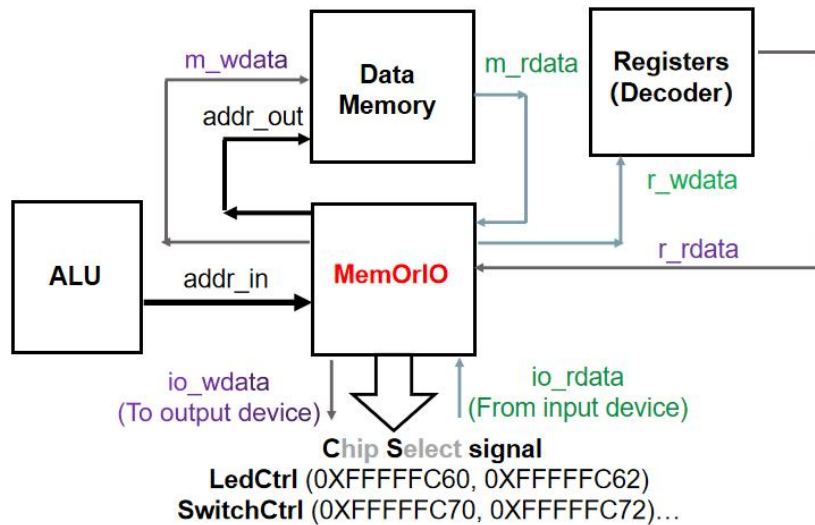 m_wdata
Data
Memory
m_rdata
Registers
(Decoder)
addr_out
r_wdata
ALU
addr_in
MemOrIO
r_rdata
io_wdata
(To output device)
io_rdata
(From input device)
Chip Select signal
LedCtrl (0XFFFFFC60, 0XFFFFFC62)
SwitchCtrl (0XFFFFFC70, 0XFFFFFC72)…